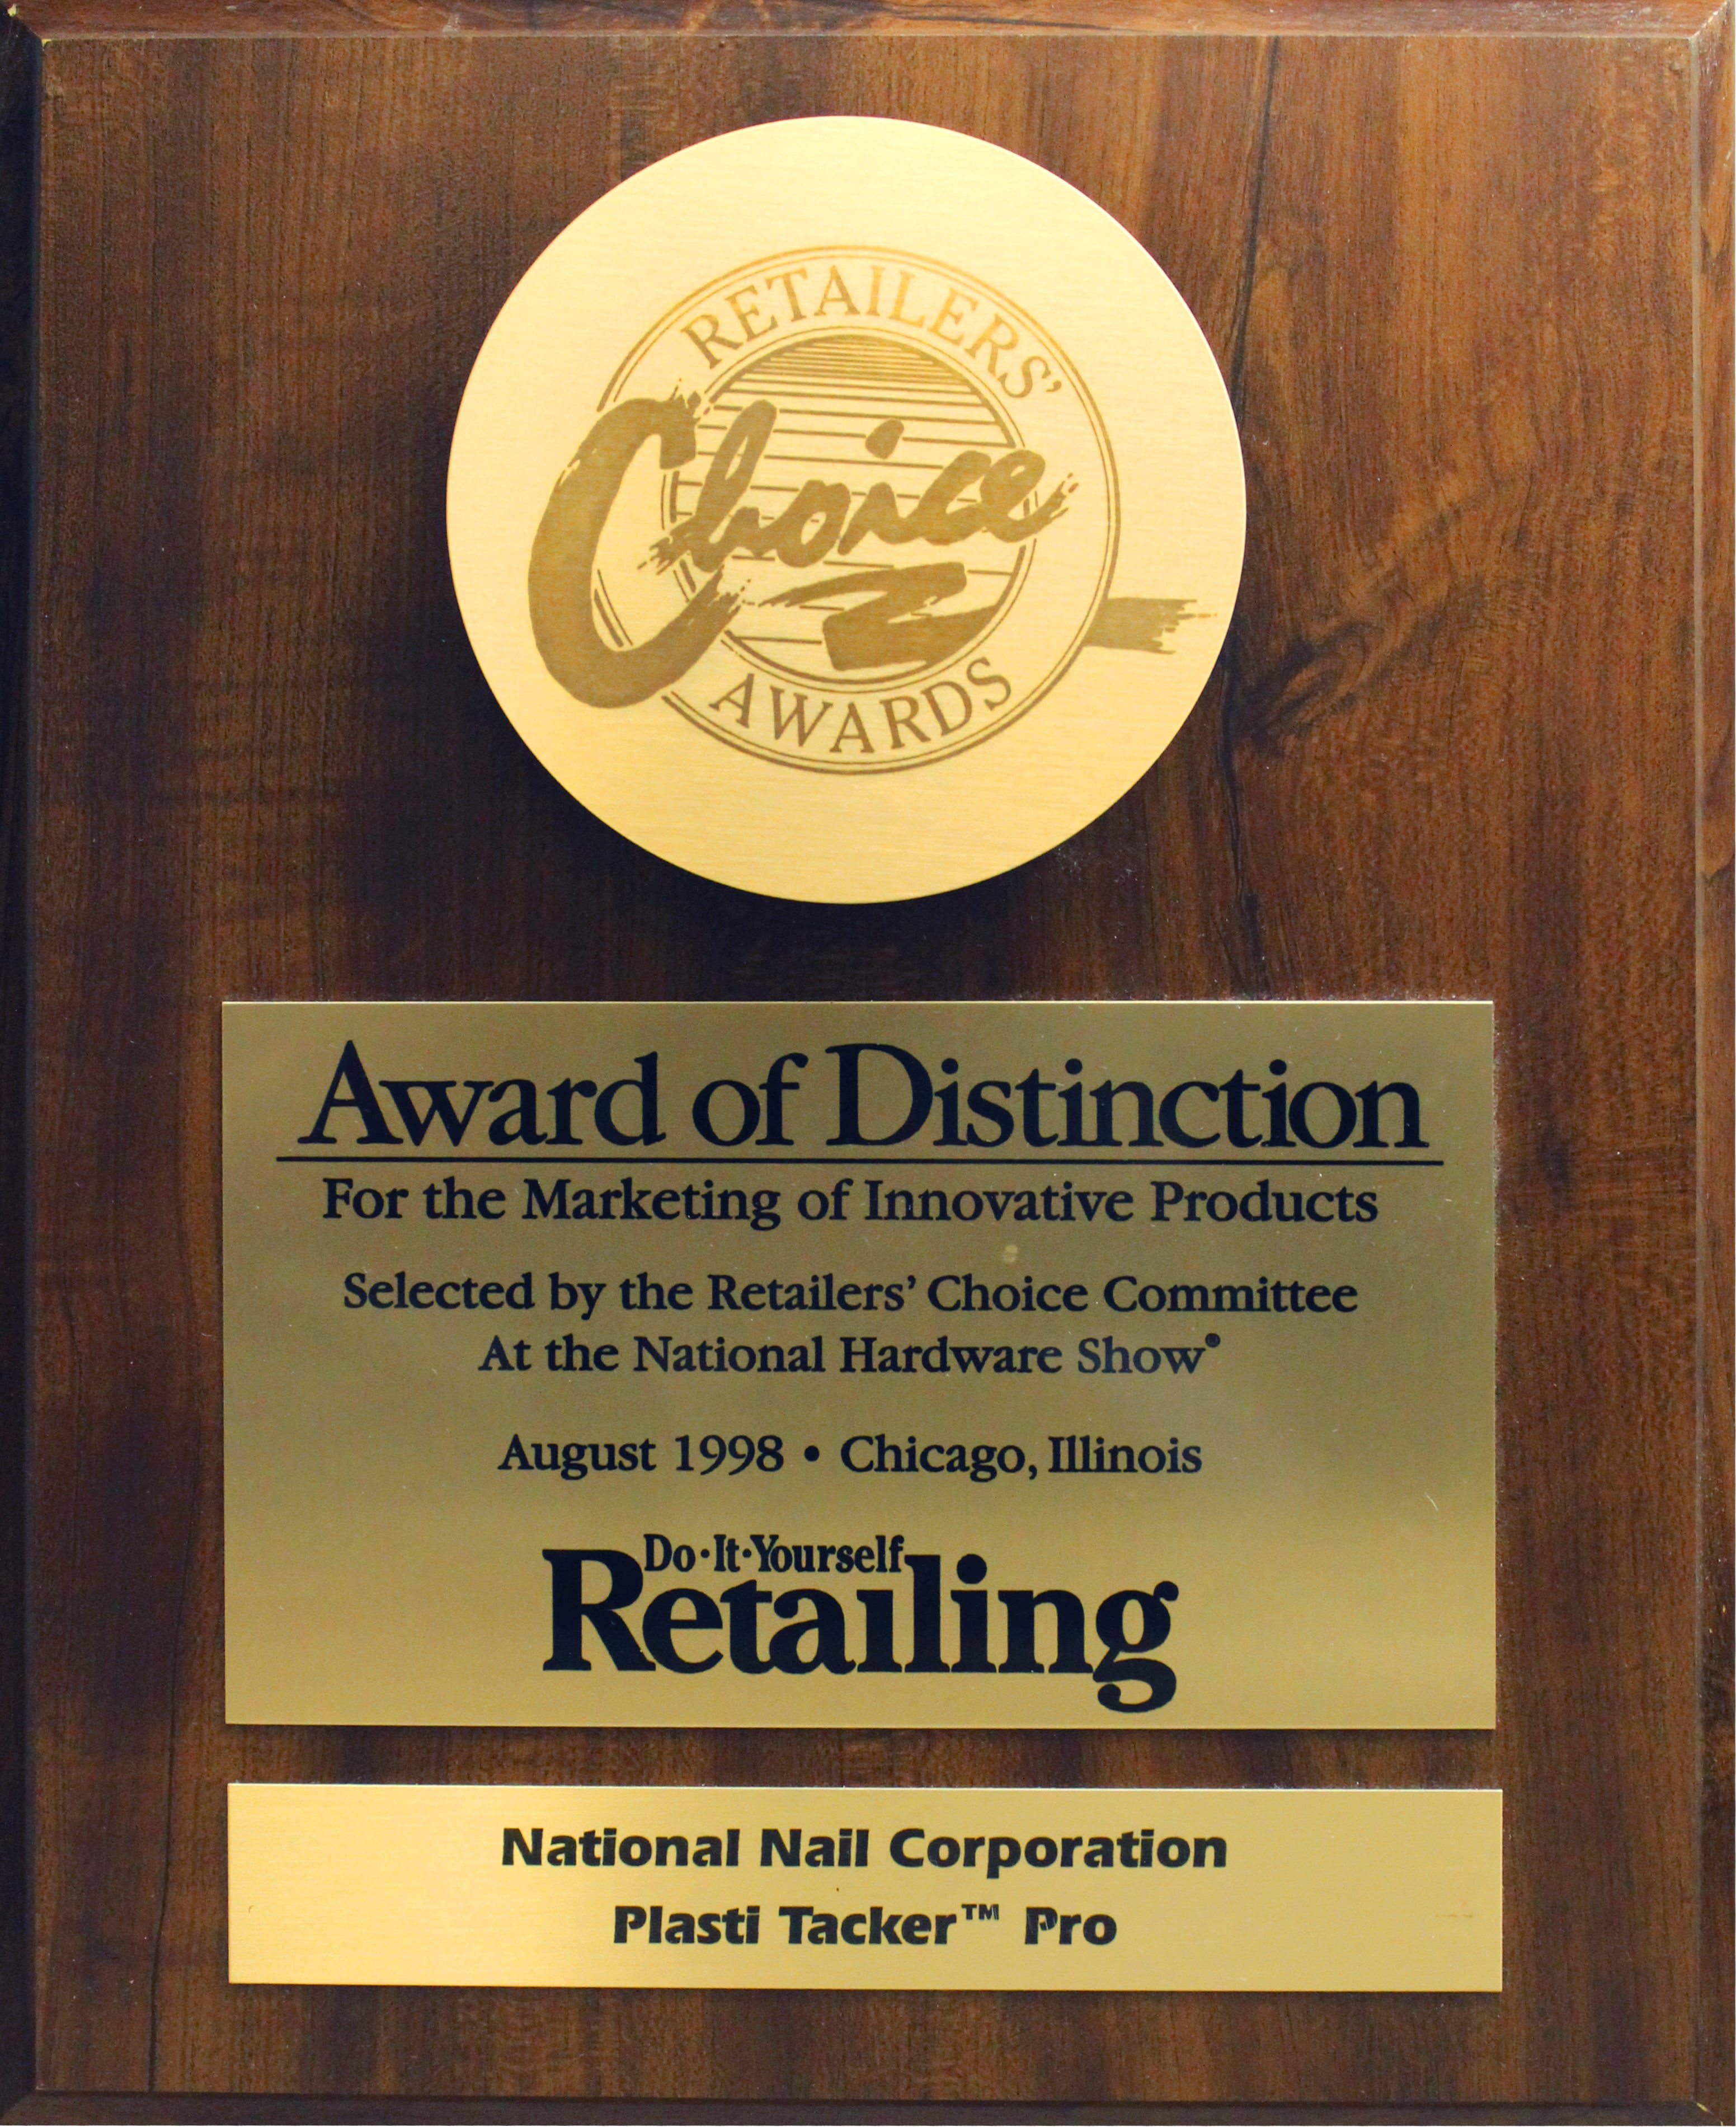 RETAILERS'
Choice
AWARDS
Award of Distinction
For the Marketing of Innovative Products
Selected by the Retailers' Choice Committee
At the National Hardware Show®
August 1998 • Chicago, Illinois
Do·It·Yourself
Retailing
National Nail Corporation
Plasti Tacker™ Pro